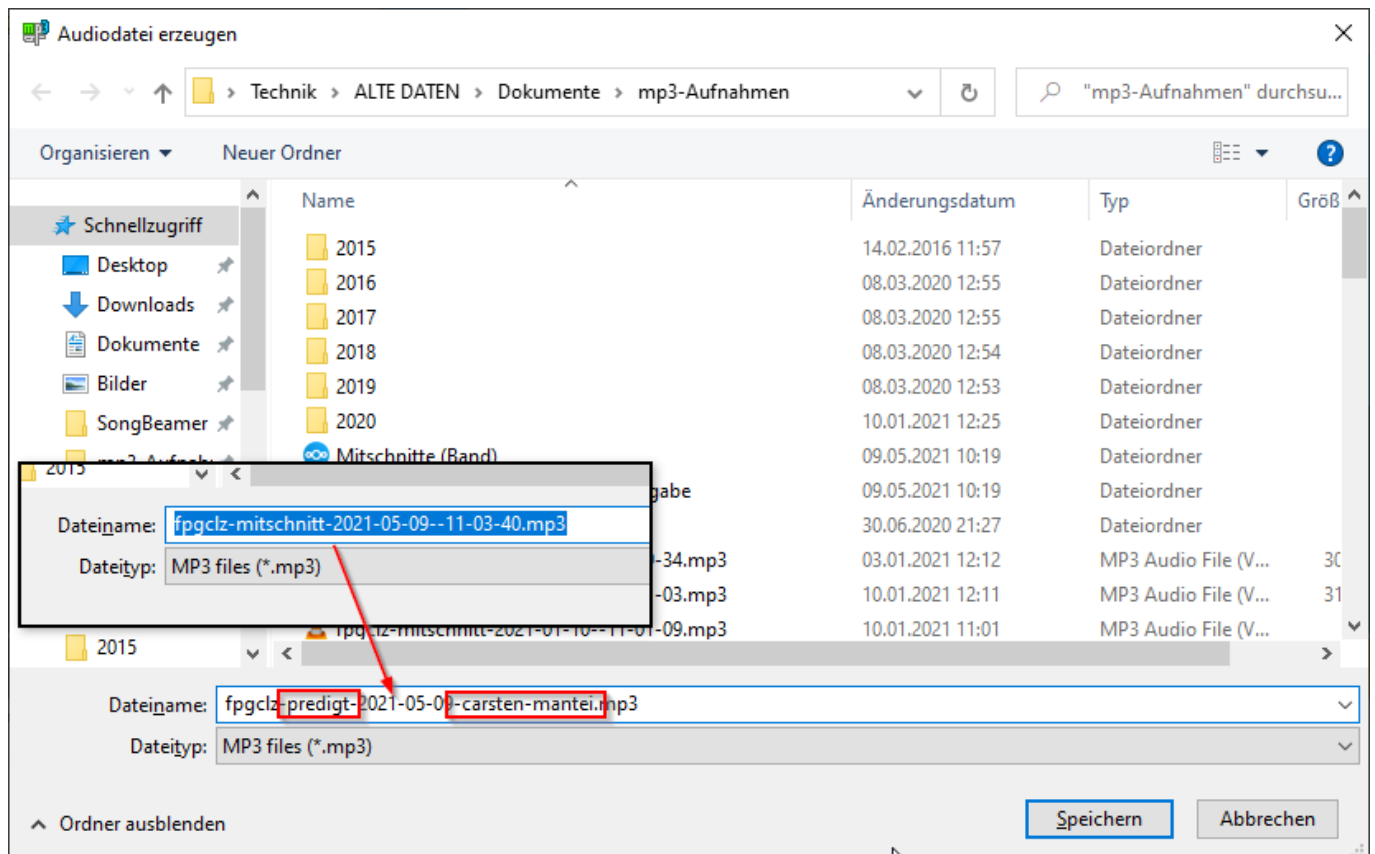 Audiodatei erzeugen
Technik > ALTE DATEN > Dokumente > mp3-Aufnahmen
"mp3-Aufnahmen" durchsu...
Organisieren
Neuer Ordner
Name Änderungsdatum Typ Größ
Schnellzugriff
Desktop
Downloads
Dokumente
Bilder
SongBeamer
2015 14.02.2016 11:57 Dateiordner
2016 08.03.2020 12:55 Dateiordner
2017 08.03.2020 12:55 Dateiordner
2018 08.03.2020 12:54 Dateiordner
2019 08.03.2020 12:53 Dateiordner
2020 10.01.2021 12:25 Dateiordner
Mitschnitte (Band) 09.05.2021 10:19 Dateiordner
gabe 09.05.2021 10:19 Dateiordner
30.06.2020 21:27 Dateiordner
-34.mp3 03.01.2021 12:12 MP3 Audio File (V... 30
-03.mp3 10.01.2021 12:11 MP3 Audio File (V... 31
fpgclz-mitschnitt-2021-01-10--11-01-09.mp3 10.01.2021 11:01 MP3 Audio File (V...
2015
Dateiname: fpgclz-mitschnitt-2021-05-09--11-03-40.mp3
Dateityp: MP3 files (*.mp3)
2015
Dateiname: fpgclz-predigt-2021-05-09-carsten-mantei.mp3
Dateityp: MP3 files (*.mp3)
Ordner ausblenden
Speichern
Abbrechen